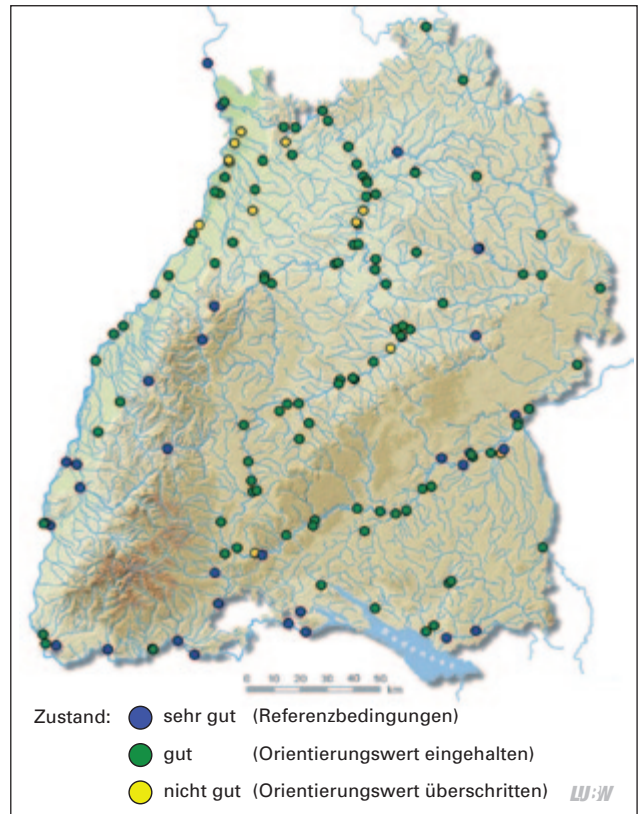 0 10 20 30 40 50
km
Zustand: sehr gut (Referenzbedingungen)
gut (Orientierungswert eingehalten)
nicht gut (Orientierungswert überschritten)
LUBW